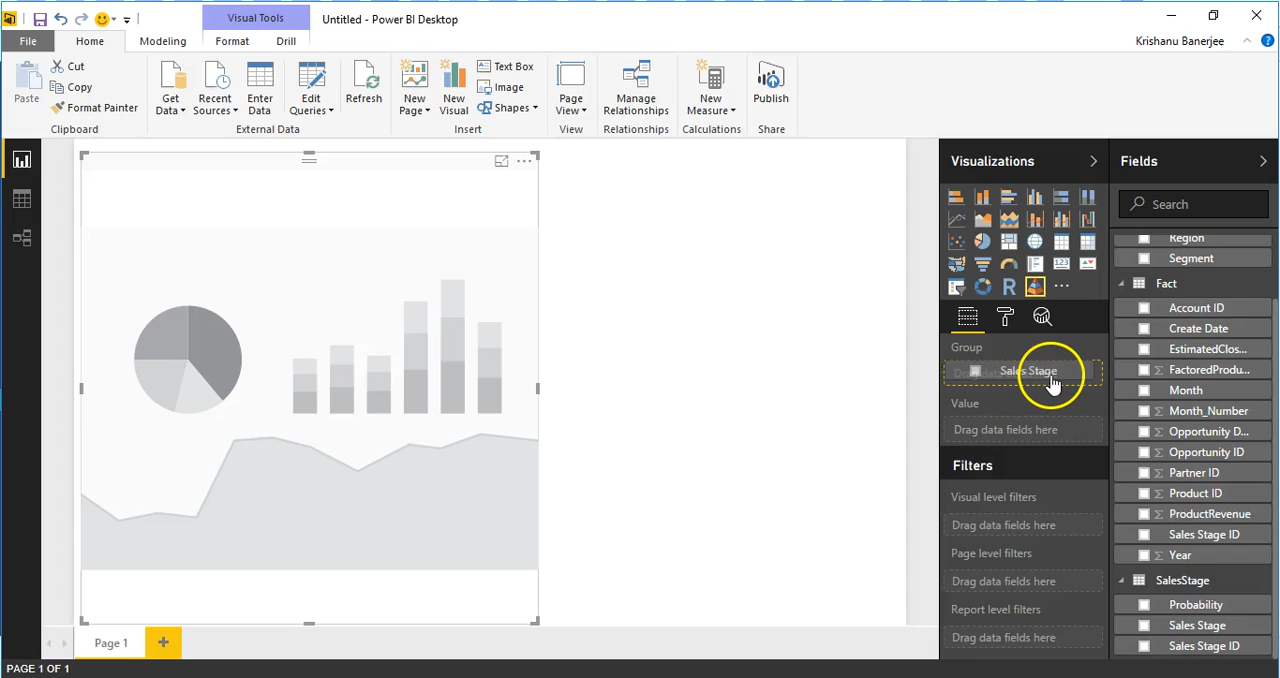 Visual Tools
Untitled - Power BI Desktop
File
Home
Modeling
Format
Drill
Krishanu Banerjee
?
Paste
Cut
Copy
Format Painter
Clipboard
Get Data
Recent Sources
Enter Data
Edit Queries
Refresh
External Data
New Page
New Visual
Text Box
Image
Shapes
Insert
Page View
View
Manage Relationships
Relationships
New Measure
Calculations
Publish
Share
Visualizations
R
123
Group
Sales Stage
Value
Drag data fields here
Filters
Visual level filters
Drag data fields here
Page level filters
Drag data fields here
Report level filters
Drag data fields here
Fields
Search
Region
Segment
Fact
Account ID
Create Date
EstimatedClos...
Σ FactoredProdu...
Month
Σ Month_Number
Σ Opportunity D...
Σ Opportunity ID
Σ Partner ID
Σ Product ID
Σ ProductRevenue
Sales Stage ID
Σ Year
SalesStage
Probability
Sales Stage
Sales Stage ID
Page 1
+
PAGE 1 OF 1